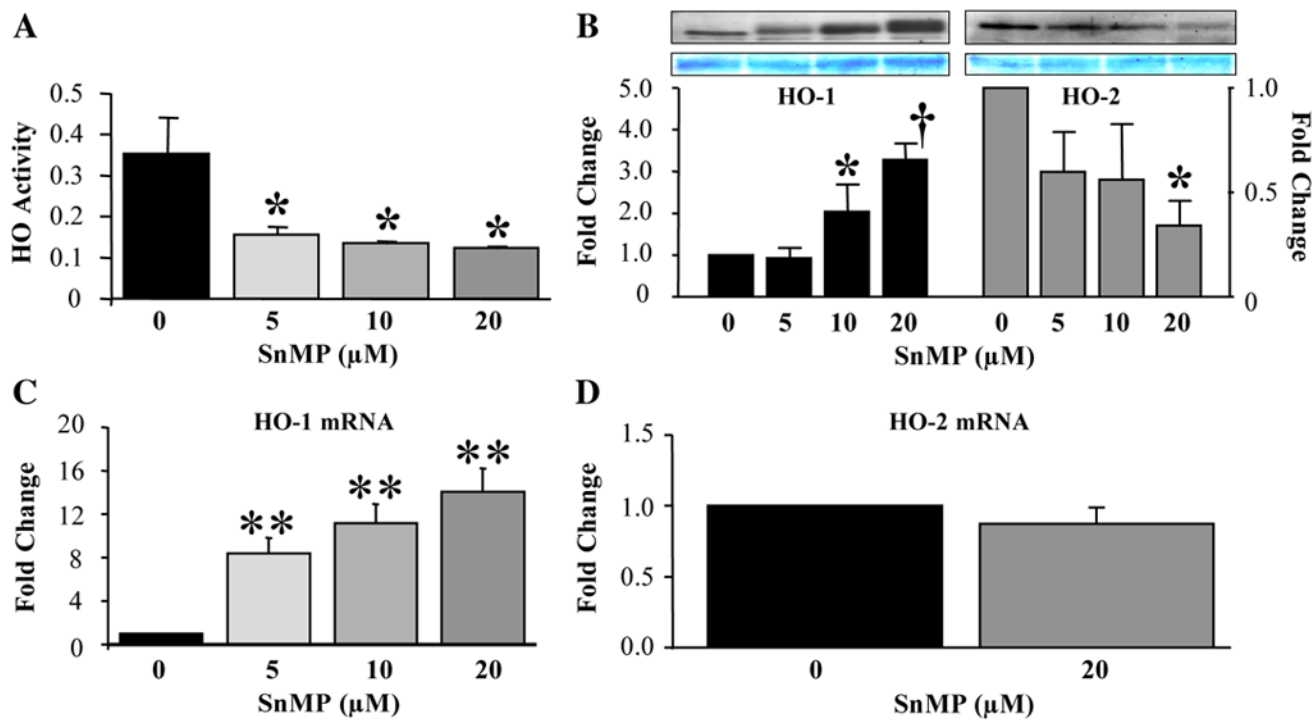 A
HO Activity
0.5
0.4
0.3
0.2
0.1
0
*
*
*
0 5 10 20
SnMP (µM)
B
HO-1 HO-2
Fold Change
5.0
4.0
3.0
2.0
1.0
0
*
†
*
1.0
0.5
0
Fold Change
0 5 10 20 0 5 10 20
SnMP (µM)
C
HO-1 mRNA
Fold Change
20
16
12
8
4
0
**
**
**
0 5 10 20
SnMP (µM)
D
HO-2 mRNA
Fold Change
1.5
1.0
0.5
0.0
0 20
SnMP (µM)